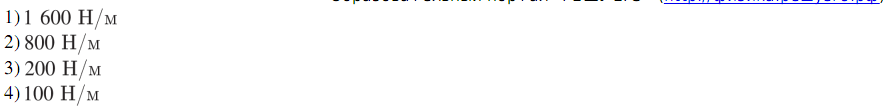 1) 1 600 Н/м
2) 800 Н/м
3) 200 Н/м
4) 100 Н/м